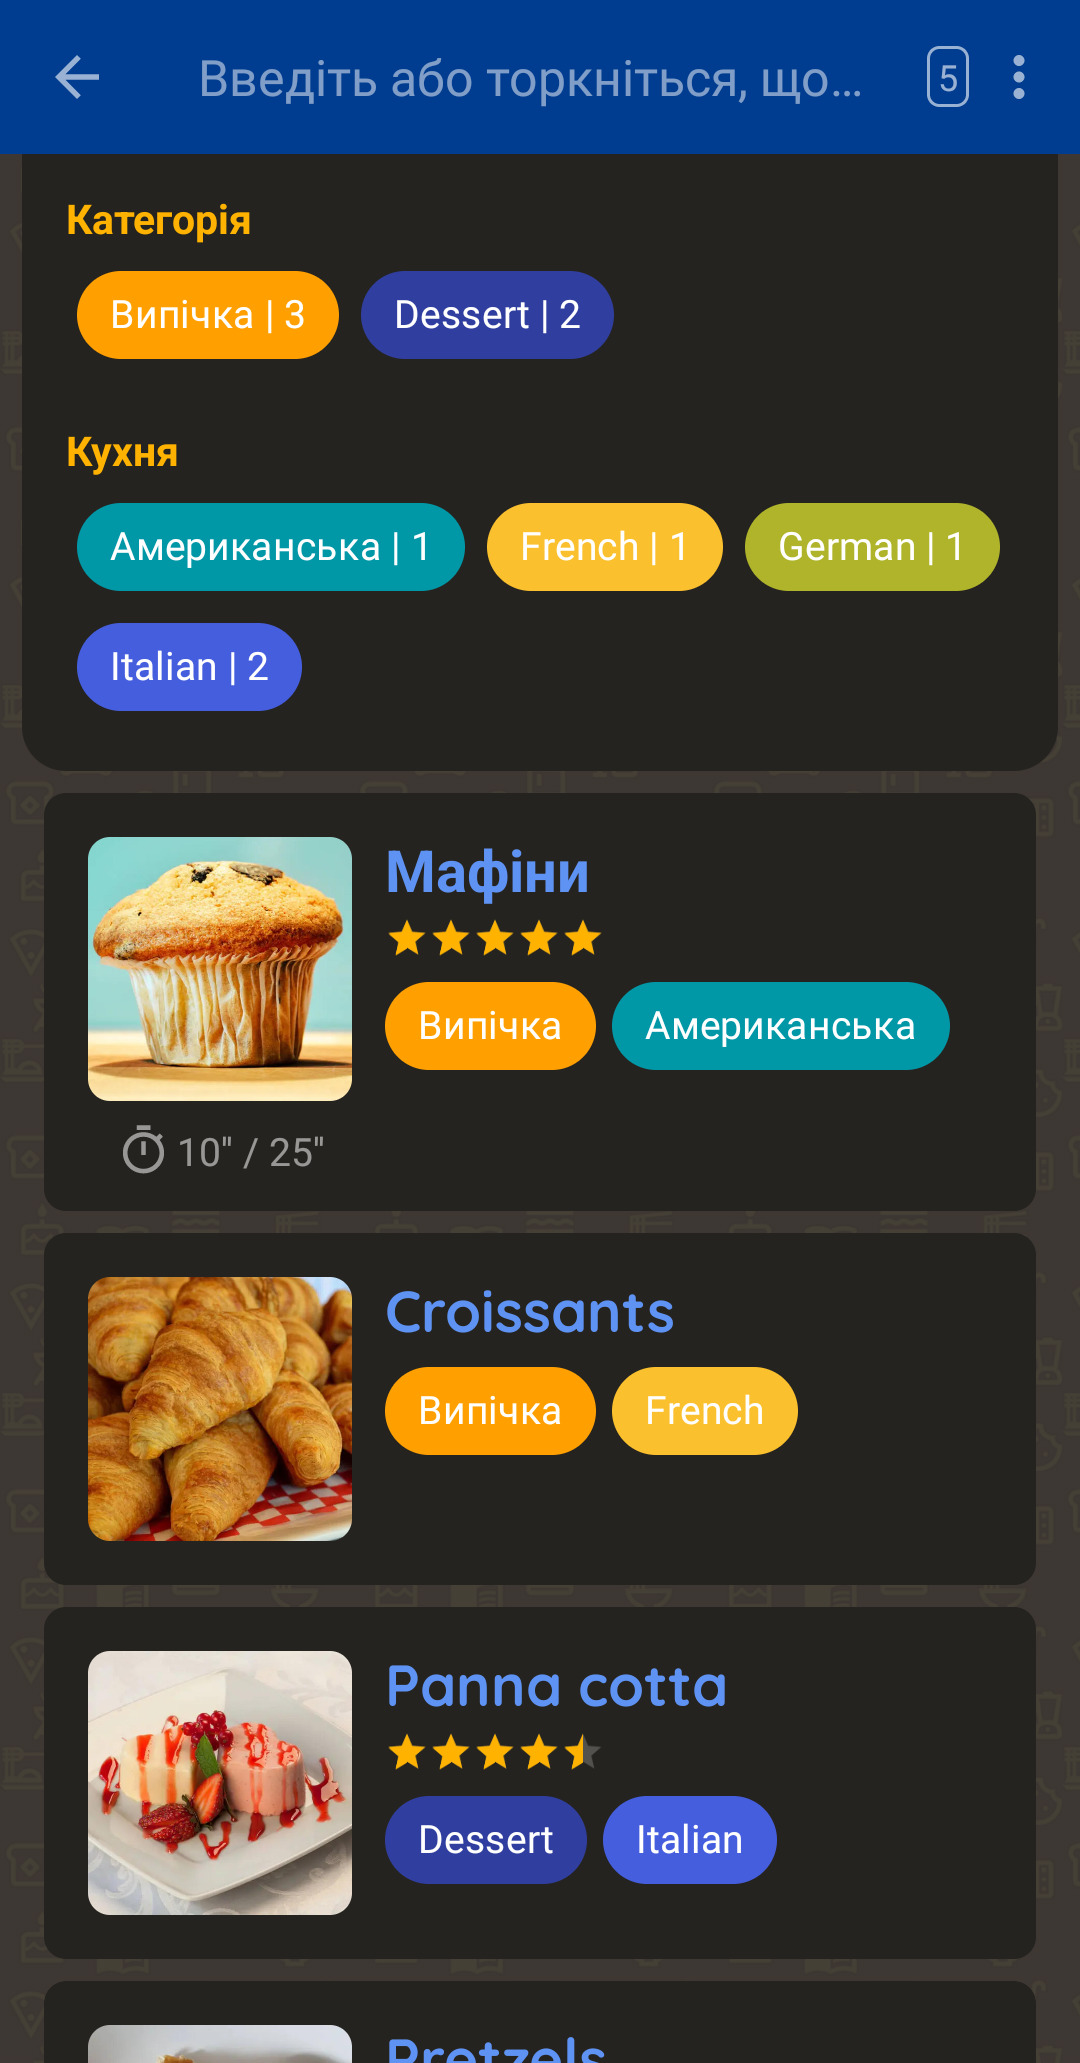 Введіть або торкніться, що...
5
Категорія
Випічка | 3
Dessert | 2
Кухня
Американська | 1
French | 1
German | 1
Italian | 2
Мафіни
Випічка
Американська
10" / 25"
Croissants
Випічка
French
Panna cotta
Dessert
Italian
Pretzels